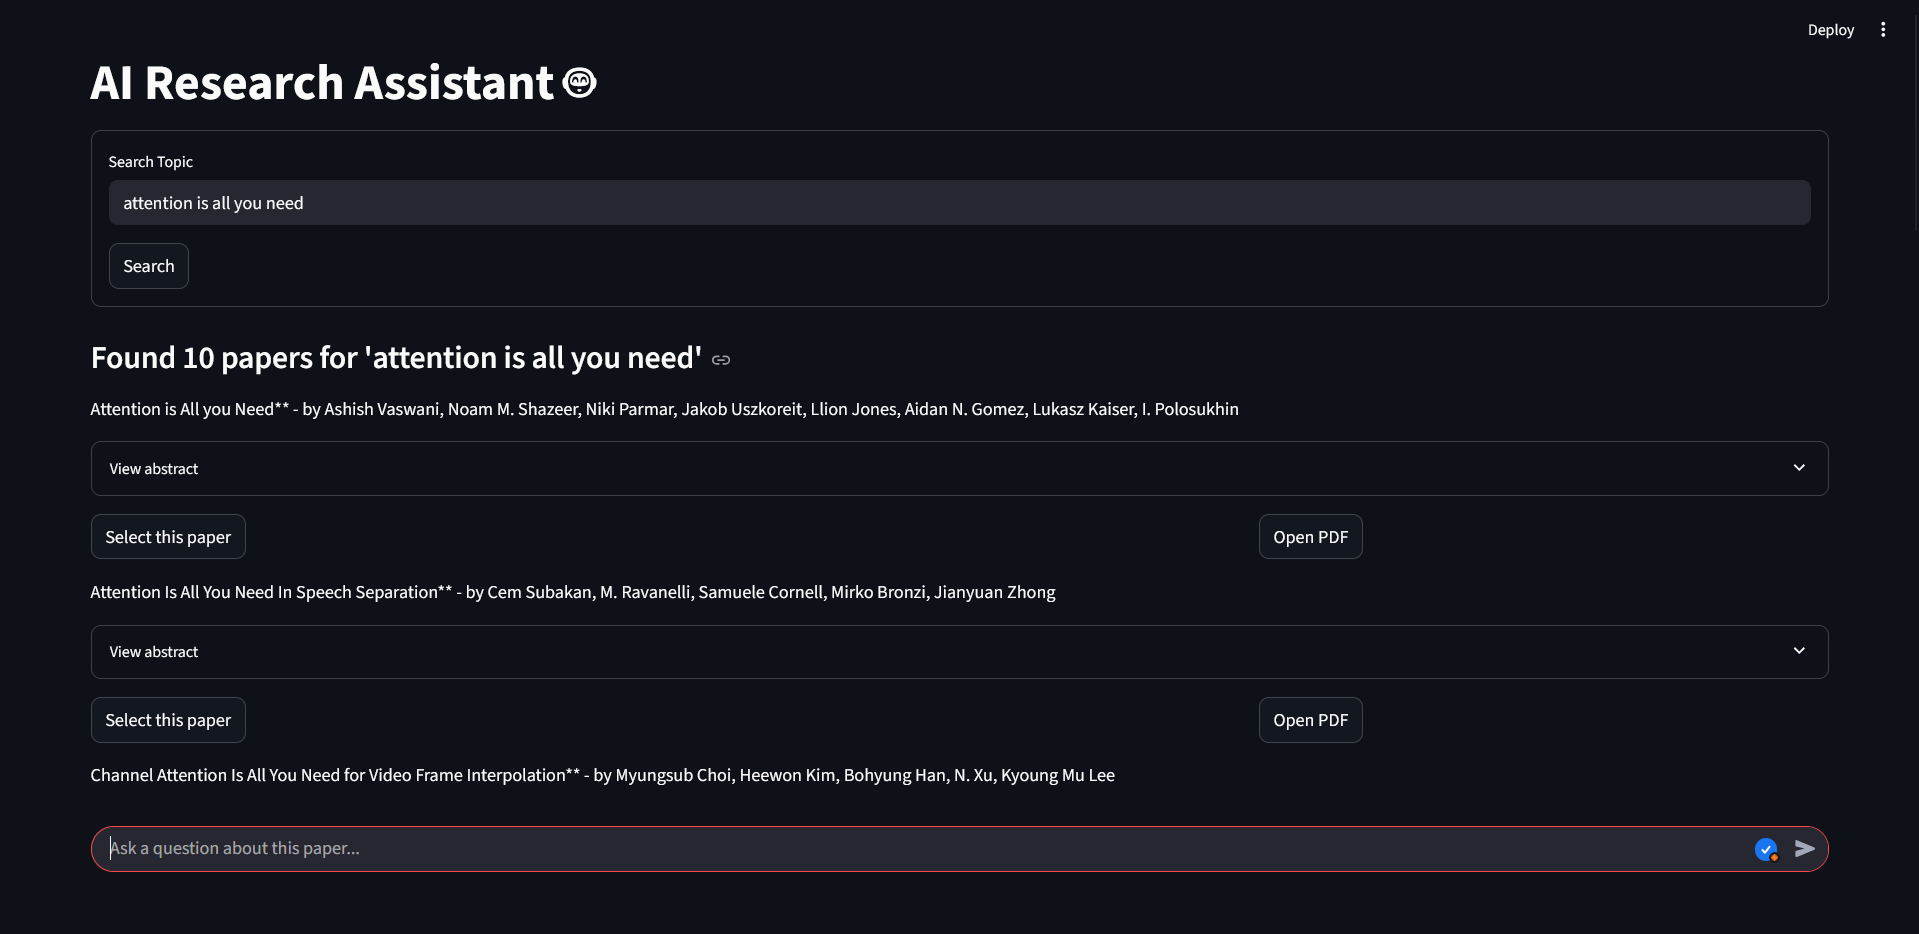 Deploy
AI Research Assistant
Search Topic
attention is all you need
Search
Found 10 papers for 'attention is all you need'
Attention is All you Need** - by Ashish Vaswani, Noam M. Shazeer, Niki Parmar, Jakob Uszkoreit, Llion Jones, Aidan N. Gomez, Lukasz Kaiser, I. Polosukhin
View abstract
Select this paper Open PDF
Attention Is All You Need In Speech Separation** - by Cem Subakan, M. Ravanelli, Samuele Cornell, Mirko Bronzi, Jianyuan Zhong
View abstract
Select this paper Open PDF
Channel Attention Is All You Need for Video Frame Interpolation** - by Myungsub Choi, Heewon Kim, Bohyung Han, N. Xu, Kyoung Mu Lee
Ask a question about this paper...